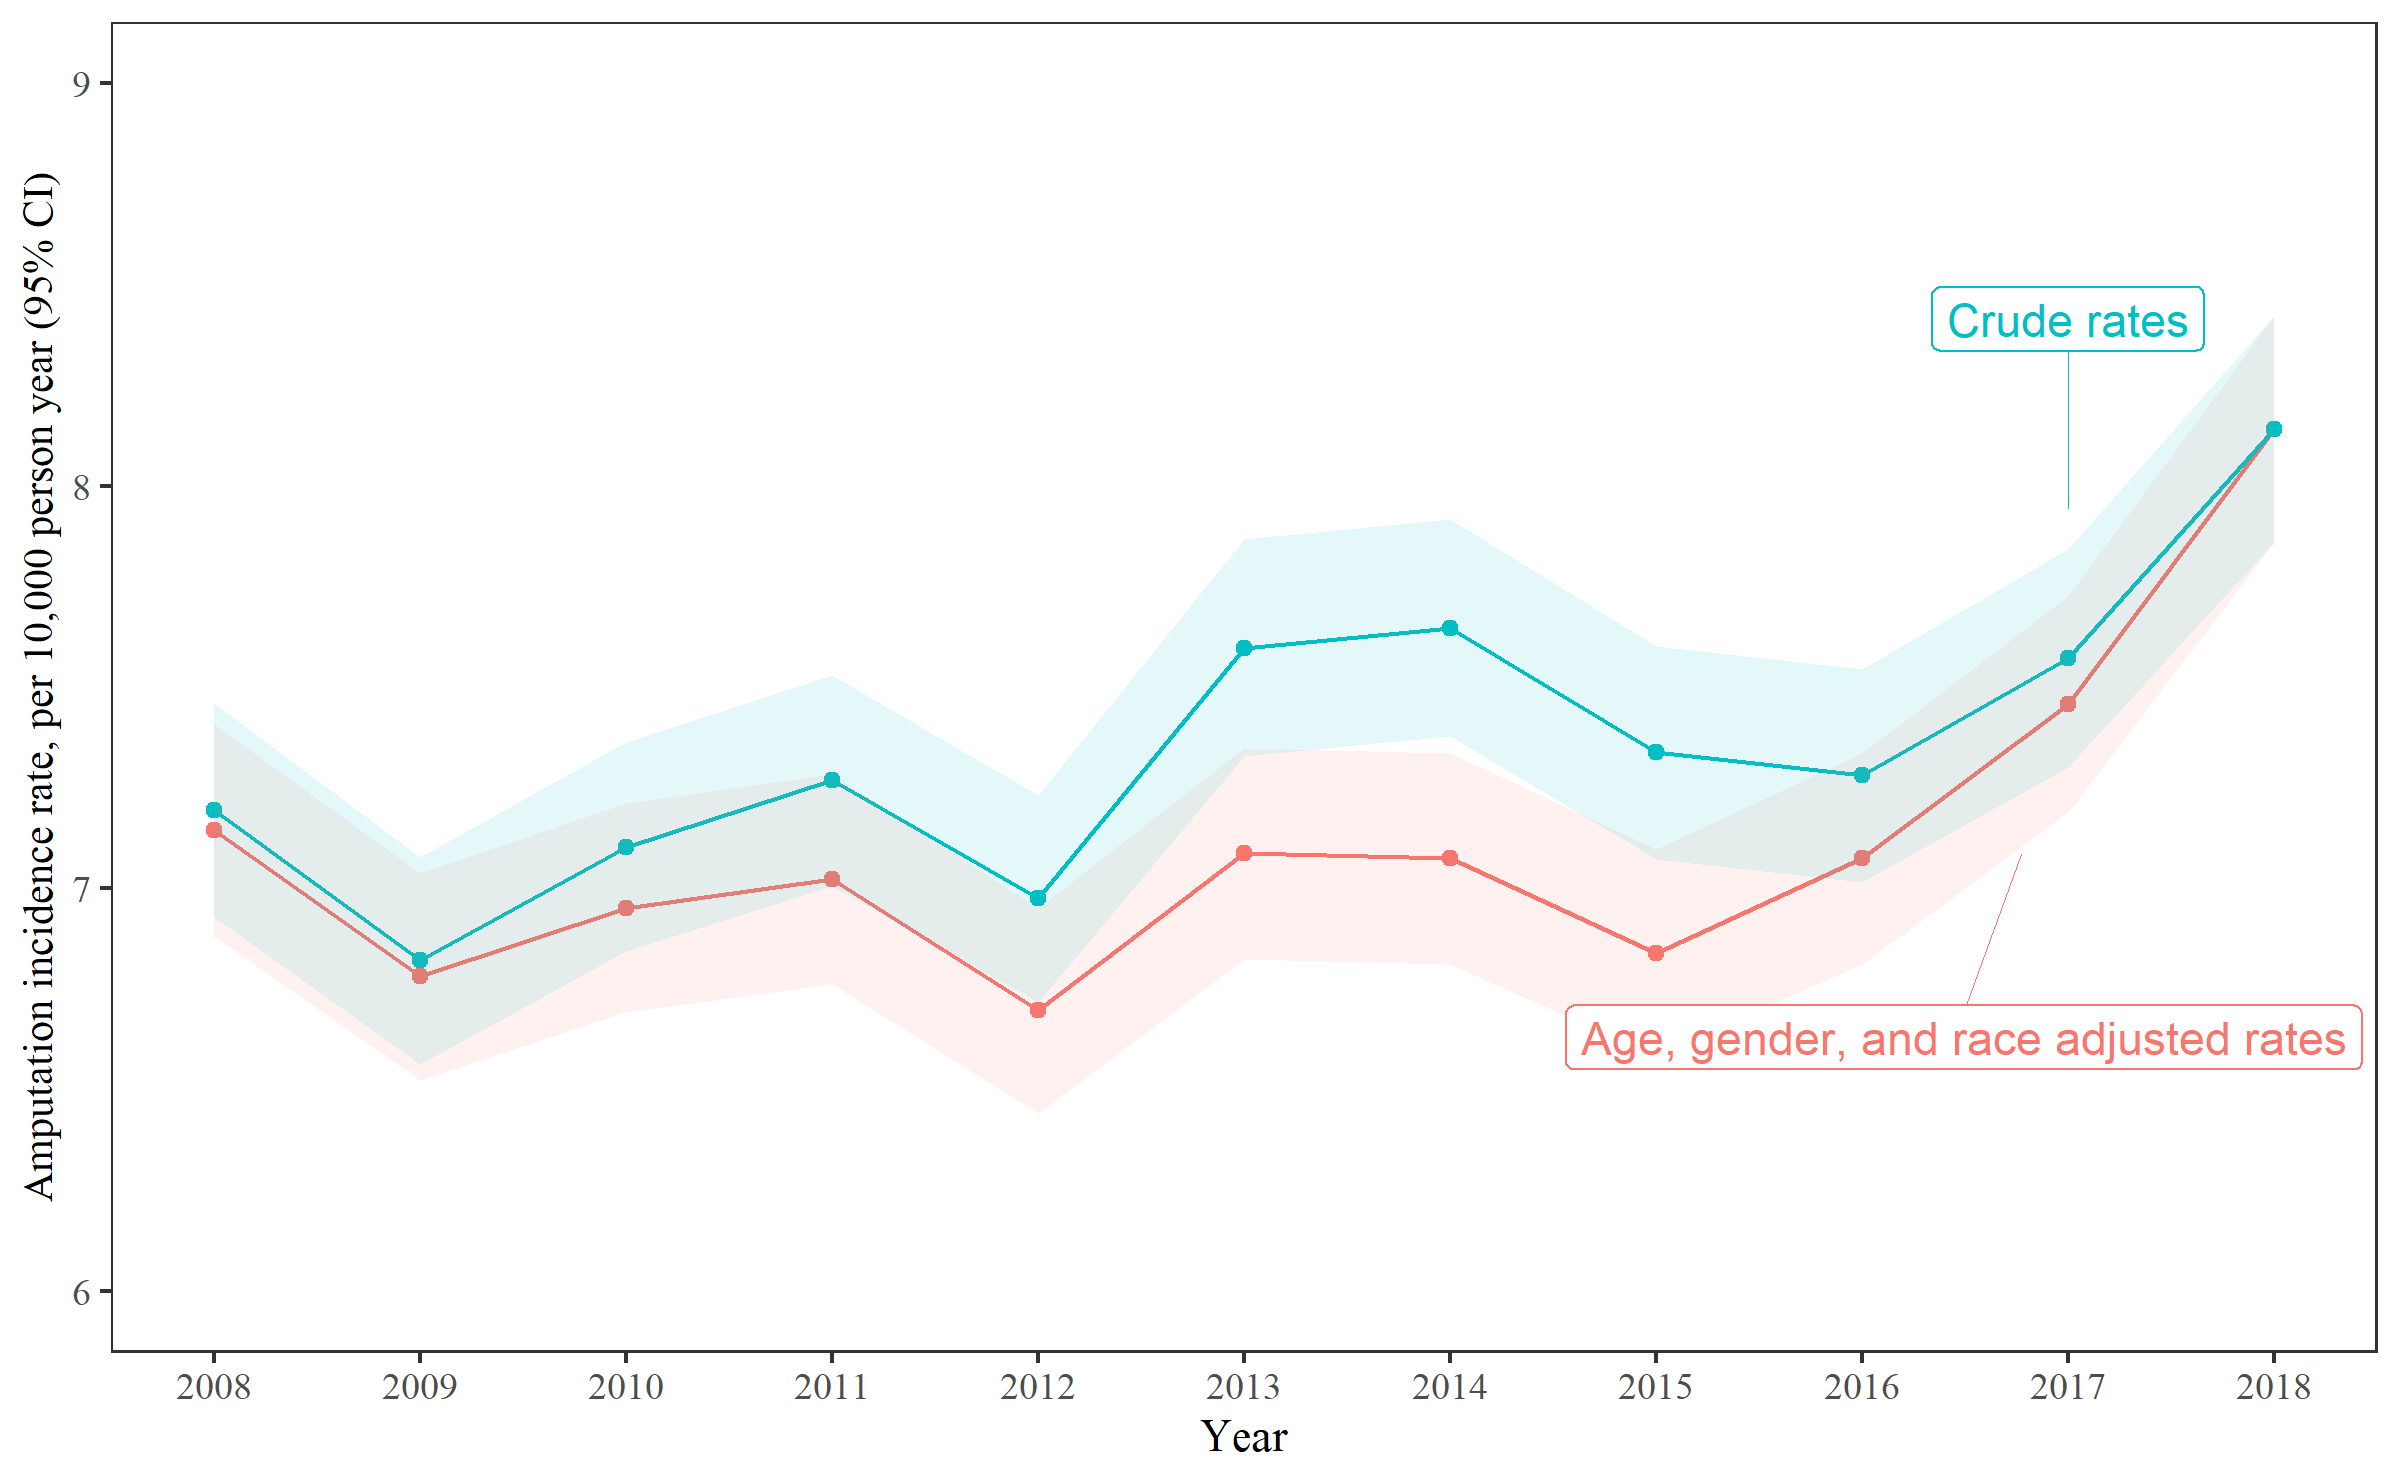 Amputation incidence rate, per 10,000 person year (95% CI)
9
8
7
6
Crude rates
Age, gender, and race adjusted rates
2008 2009 2010 2011 2012 2013 2014 2015 2016 2017 2018
Year